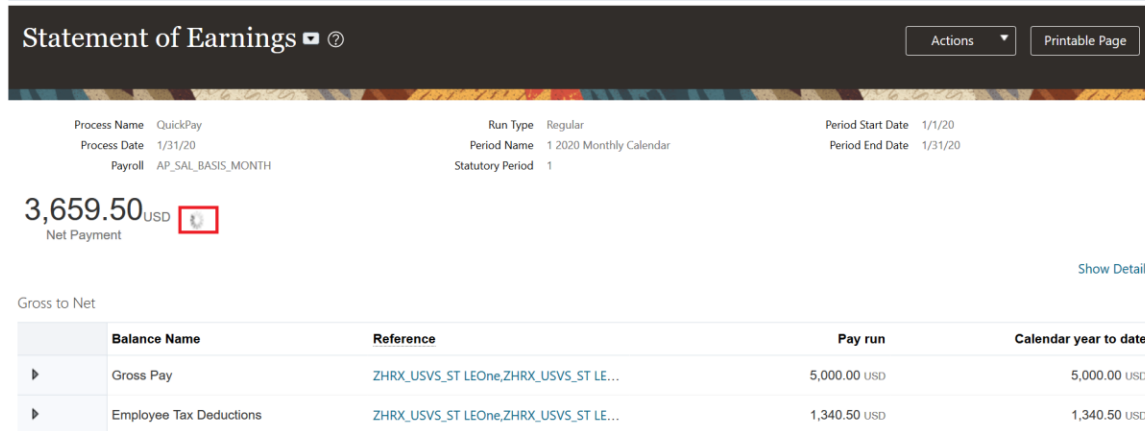 Statement of Earnings
Actions
Printable Page
Process Name QuickPay Run Type Regular Period Start Date 1/1/20
Process Date 1/31/20 Period Name 1 2020 Monthly Calendar Period End Date 1/31/20
Payroll AP_SAL_BASIS_MONTH Statutory Period 1
3,659.50 USD
Net Payment
Show Detail
Gross to Net
Balance Name Reference Pay run Calendar year to date
Gross Pay ZHRX_USVS_ST LEOne,ZHRX_USVS_ST LE... 5,000.00 USD 5,000.00 USD
Employee Tax Deductions ZHRX_USVS_ST LEOne,ZHRX_USVS_ST LE... 1,340.50 USD 1,340.50 USD